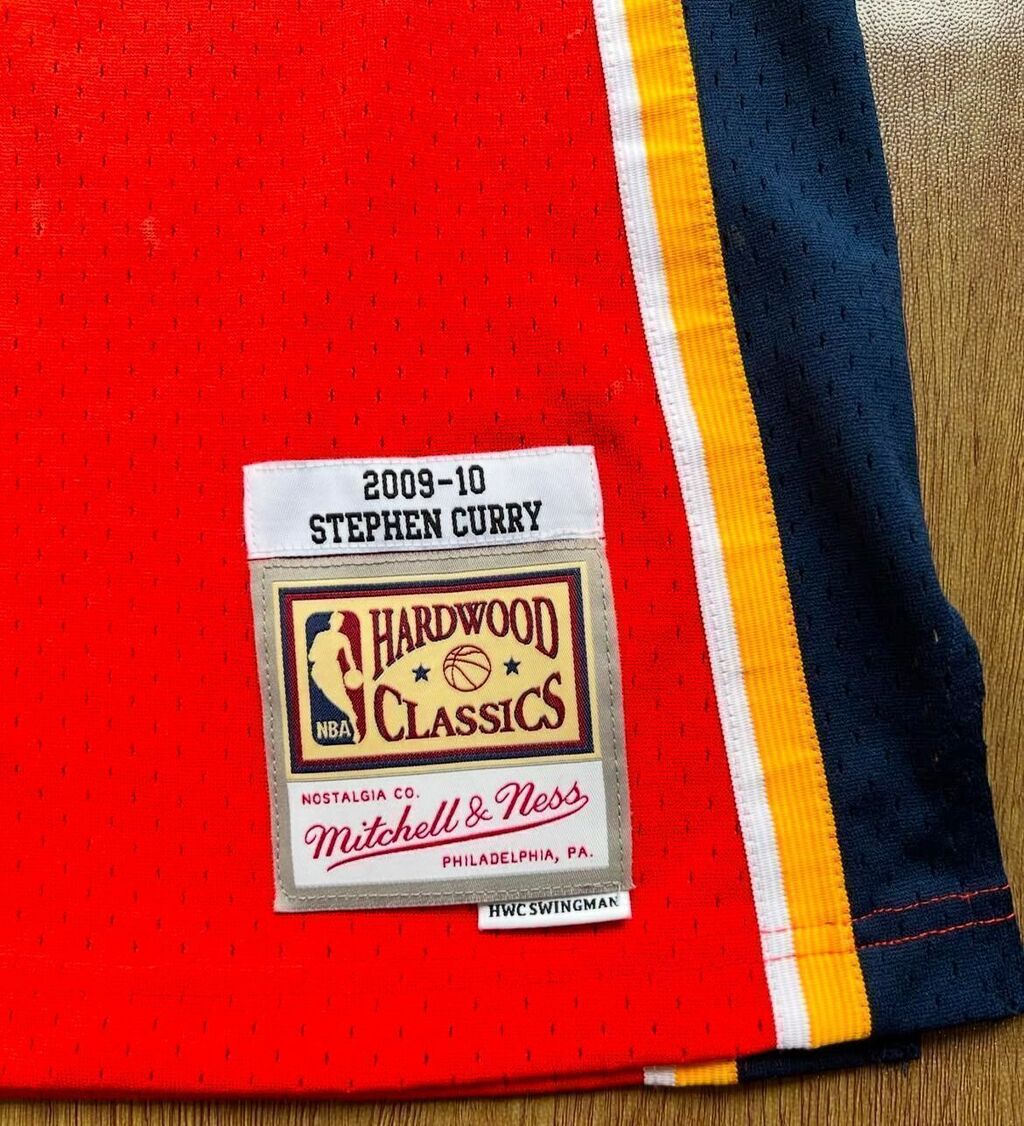 2009-10
STEPHEN CURRY
HARDWOOD
CLASSICS
NBA
NOSTALGIA CO.
Mitchell & Ness
PHILADELPHIA, PA.
HWC SWINGMAN